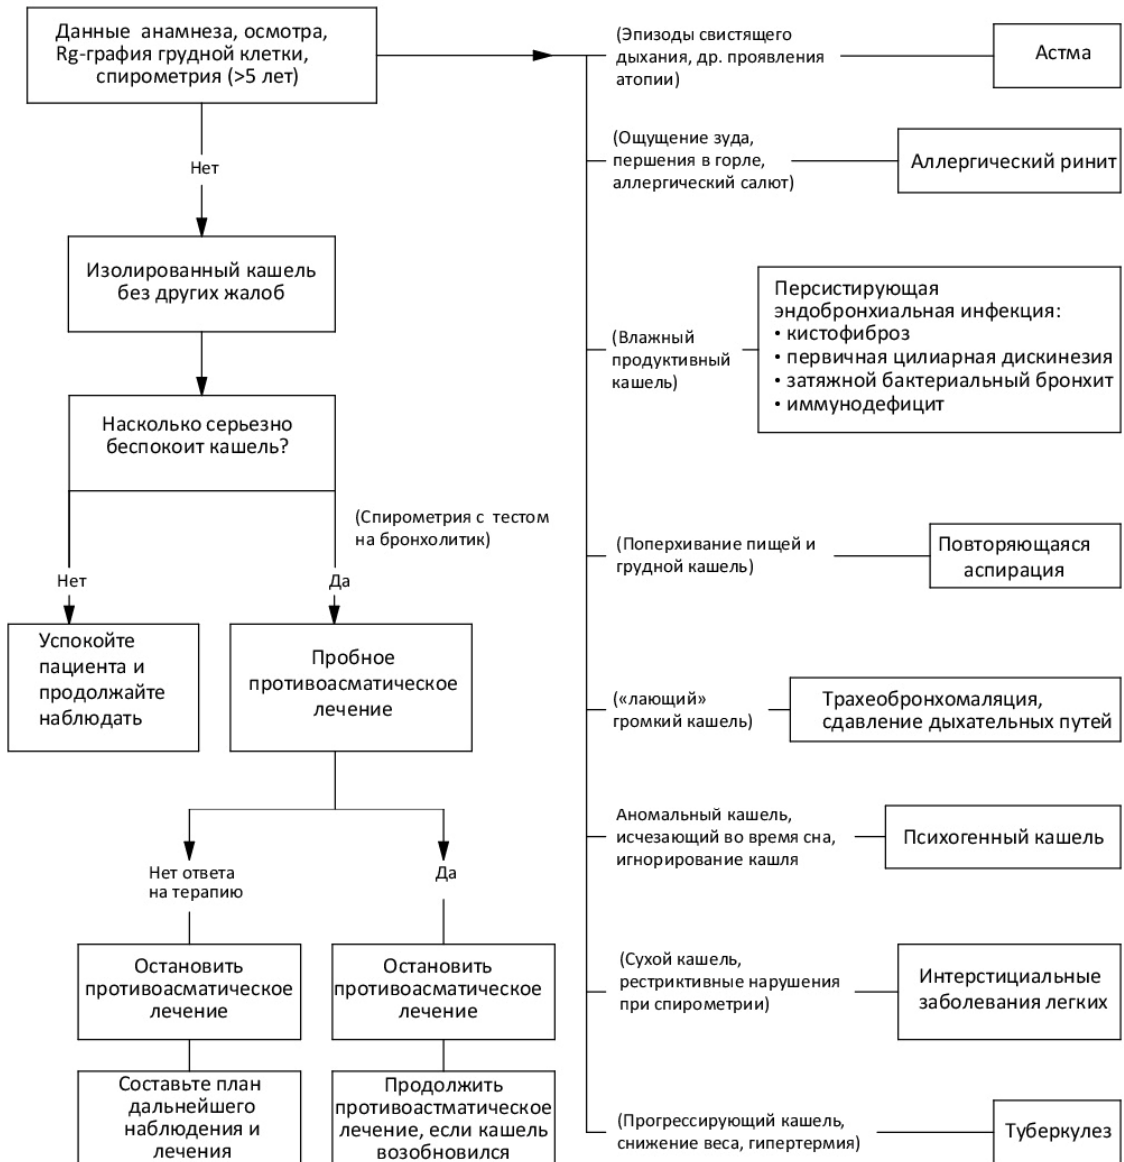 Данные анамнеза, осмотра,
Rg-графия грудной клетки,
спирометрия (>5 лет)
Нет
Изолированный кашель
без других жалоб
Насколько серьезно
беспокоит кашель?
(Спирометрия с тестом
на бронхолитик)
Нет
Да
Успокойте
пациента и
продолжайте
наблюдать
Пробное
противоасматическое
лечение
Нет ответа
на терапию
Да
Остановить
противоасматическое
лечение
Остановить
противоасматическое
лечение
Составьте план
дальнейшего
наблюдения и
лечения
Продолжить
противоастматическое
лечение, если кашель
возобновился
(Эпизоды свистящего
дыхания, др. проявления
атопии)
Астма
(Ощущение зуда,
першения в горле,
аллергический салют)
Аллергический ринит
(Влажный
продуктивный
кашель)
Персистирующая
эндобронхиальная инфекция:
• кистофиброз
• первичная цилиарная дискинезия
• затяжной бактериальный бронхит
• иммунодефицит
(Поперхивание пищей и
грудной кашель)
Повторяющаяся
аспирация
(«лающий»
громкий кашель)
Трахеобронхомаляция,
сдавление дыхательных путей
Аномальный кашель,
исчезающий во время сна,
игнорирование кашля
Психогенный кашель
(Сухой кашель,
рестриктивные нарушения
при спирометрии)
Интерстициальные
заболевания легких
(Прогрессирующий кашель,
снижение веса, гипертермия)
Туберкулез